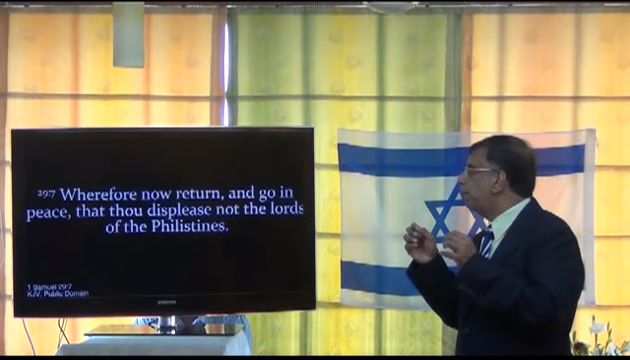 29:7 Wherefore now return, and go in
peace, that thou displease not the lords
of the Philistines.
1 Samuel 29:7
KJV, Public Domain
SAMSUNG